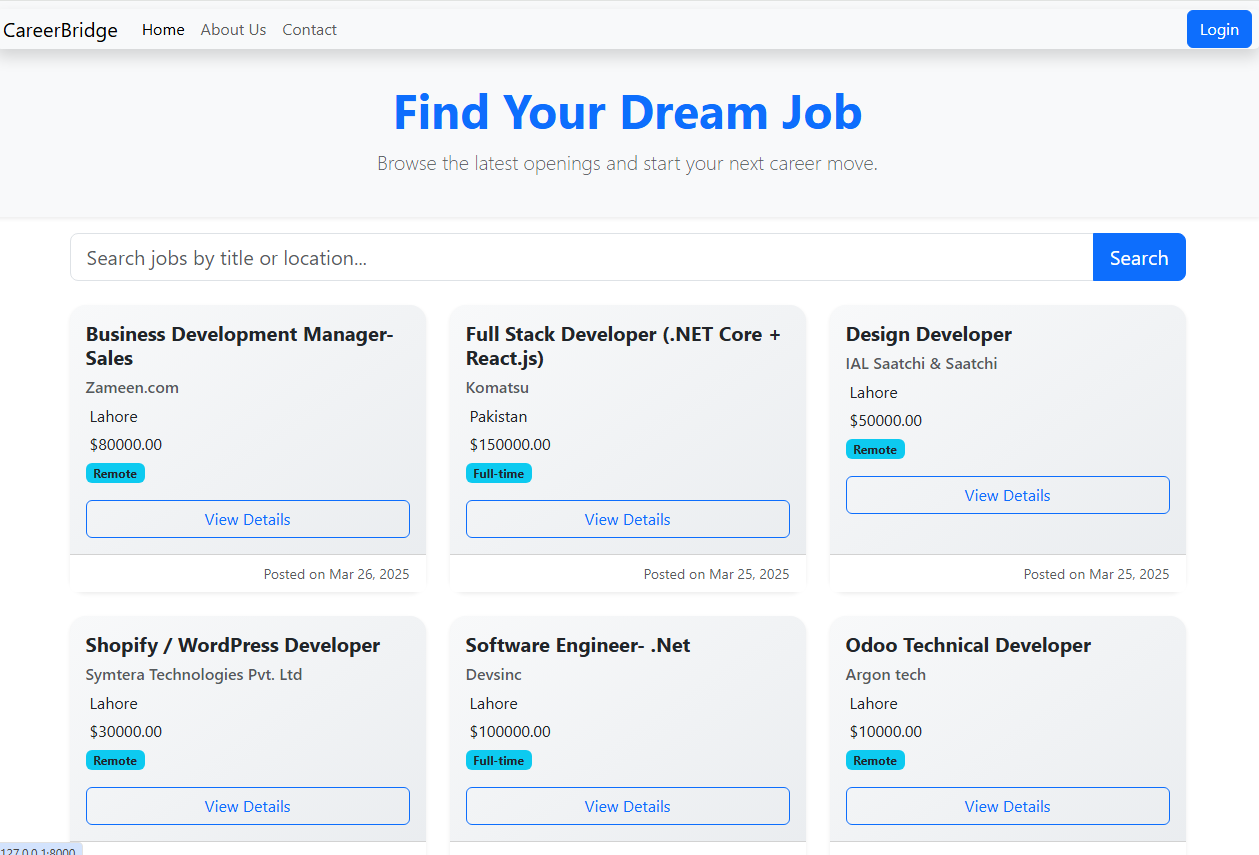 CareerBridge Home About Us Contact Login
Find Your Dream Job
Browse the latest openings and start your next career move.
Search jobs by title or location... Search
Business Development Manager-
Sales
Zameen.com
Lahore
$80000.00
Remote
View Details
Posted on Mar 26, 2025
Full Stack Developer (.NET Core +
React.js)
Komatsu
Pakistan
$150000.00
Full-time
View Details
Posted on Mar 25, 2025
Design Developer
IAL Saatchi & Saatchi
Lahore
$50000.00
Remote
View Details
Posted on Mar 25, 2025
Shopify / WordPress Developer
Symtera Technologies Pvt. Ltd
Lahore
$30000.00
Remote
View Details
Software Engineer- .Net
Devsinc
Lahore
$100000.00
Full-time
View Details
Odoo Technical Developer
Argon tech
Lahore
$10000.00
Remote
View Details
127.0.0.1:8000